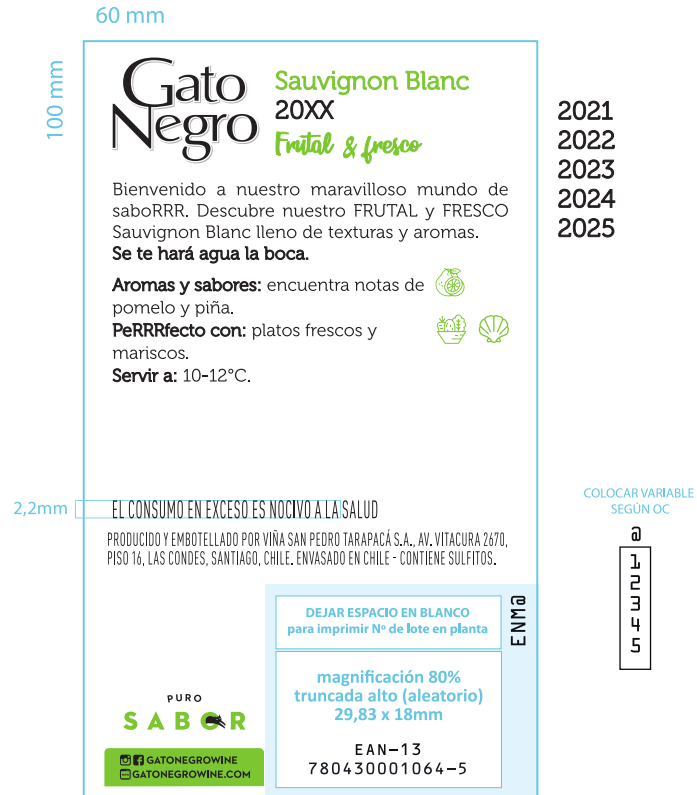 60 mm
100 mm
Gato
Negro
Sauvignon Blanc
20XX
Frutal & fresco
2021
2022
2023
2024
2025
Bienvenido a nuestro maravilloso mundo de
saboRRR. Descubre nuestro FRUTAL y FRESCO
Sauvignon Blanc lleno de texturas y aromas.
Se te hará agua la boca.
Aromas y sabores: encuentra notas de
pomelo y piña.
PeRRRfecto con: platos frescos y
mariscos.
Servir a: 10-12°C.
2,2mm
EL CONSUMO EN EXCESO ES NOCIVO A LA SALUD
PRODUCIDO Y EMBOTELLADO POR VIÑA SAN PEDRO TARAPACÁ S.A., AV. VITACURA 2670,
PISO 16, LAS CONDES, SANTIAGO, CHILE. ENVASADO EN CHILE - CONTIENE SULFITOS.
COLOCAR VARIABLE
SEGÚN OC
@
1
2
3
4
5
DEJAR ESPACIO EN BLANCO
para imprimir Nº de lote en planta
ENM@
magnificación 80%
truncada alto (aleatorio)
29,83 x 18mm
EAN-13
780430001064-5
PURO
SABOR
GATONEGROWINE
GATONEGROWINE.COM